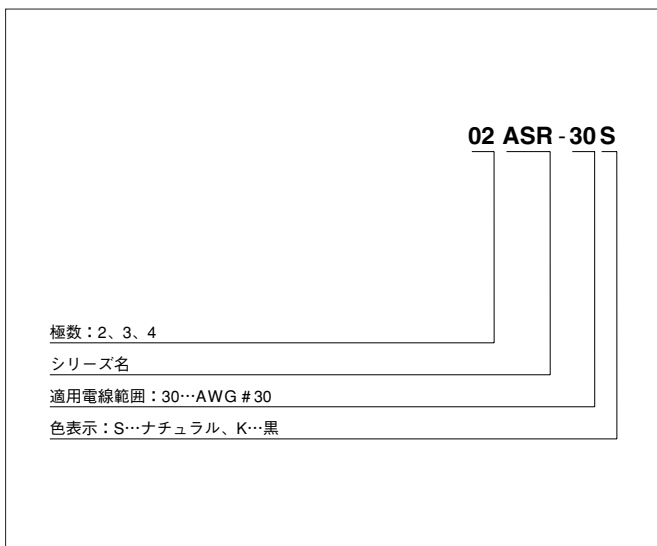 02 ASR - 30 S
極数：2、3、4
シリーズ名
適用電線範囲：30…AWG＃30
色表示：S…ナチュラル、K…黒